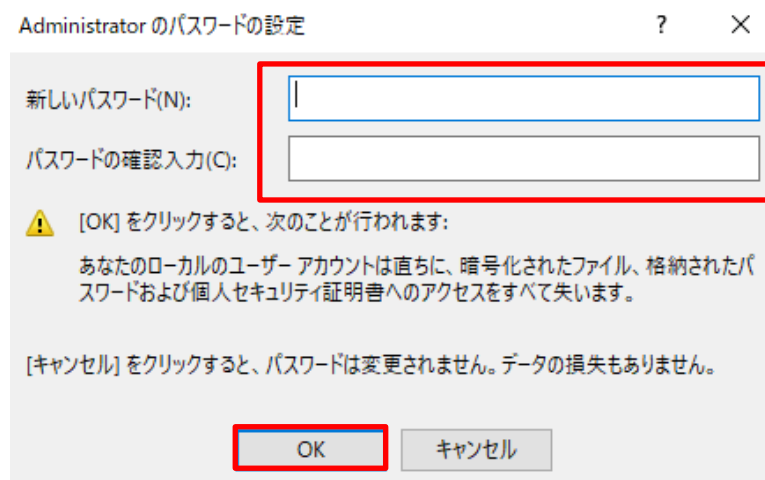 Administrator のパスワードの設定 ? ×
新しいパスワード(N):
パスワードの確認入力(C):
[OK] をクリックすると、次のことが行われます:
あなたのローカルのユーザー アカウントは直ちに、暗号化されたファイル、格納されたパ
スワードおよび個人セキュリティ証明書へのアクセスをすべて失います。
[キャンセル] をクリックすると、パスワードは変更されません。データの損失もありません。
OK キャンセル